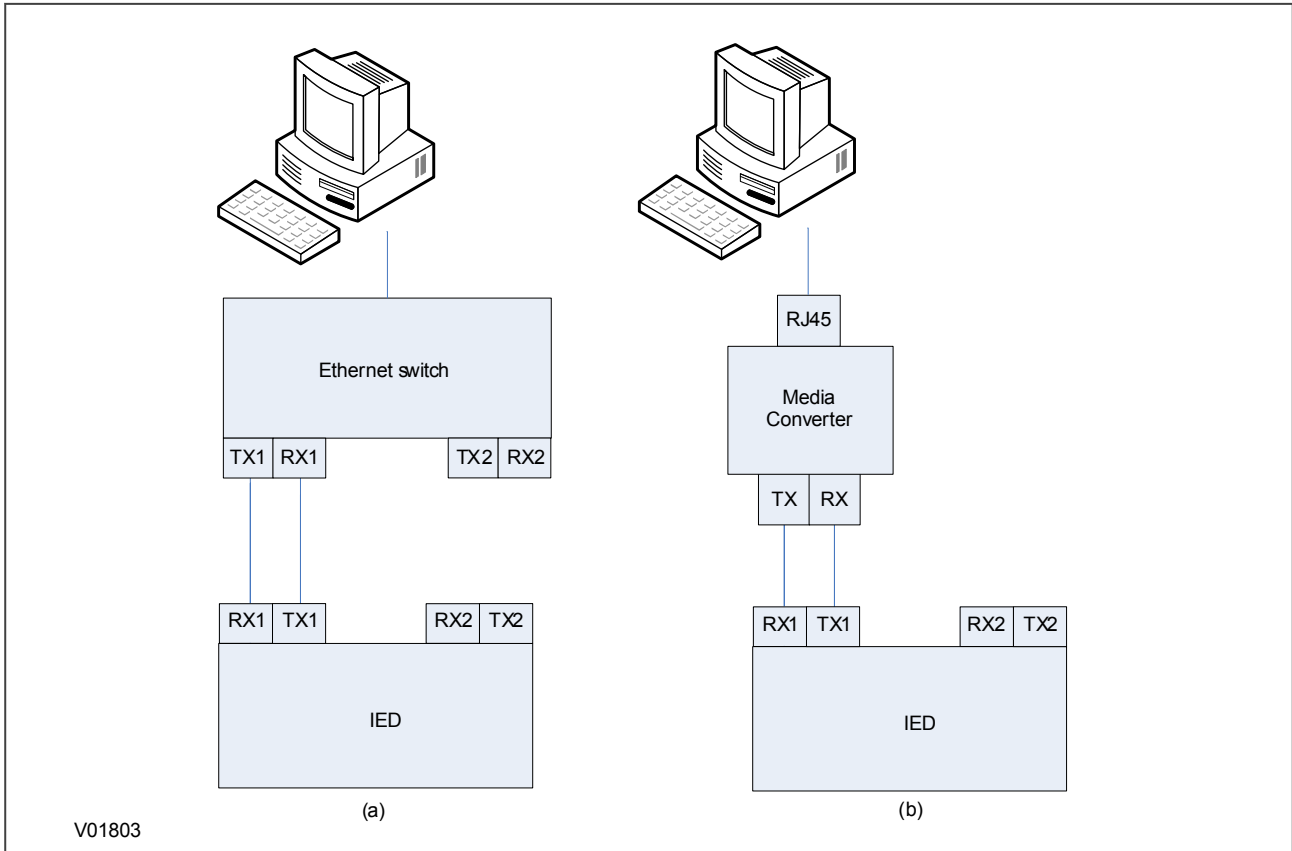 Ethernet switch
TX1 RX1 TX2 RX2
RX1 TX1 RX2 TX2
IED
(a)
RJ45
Media
Converter
TX RX
RX1 TX1 RX2 TX2
IED
(b)
V01803